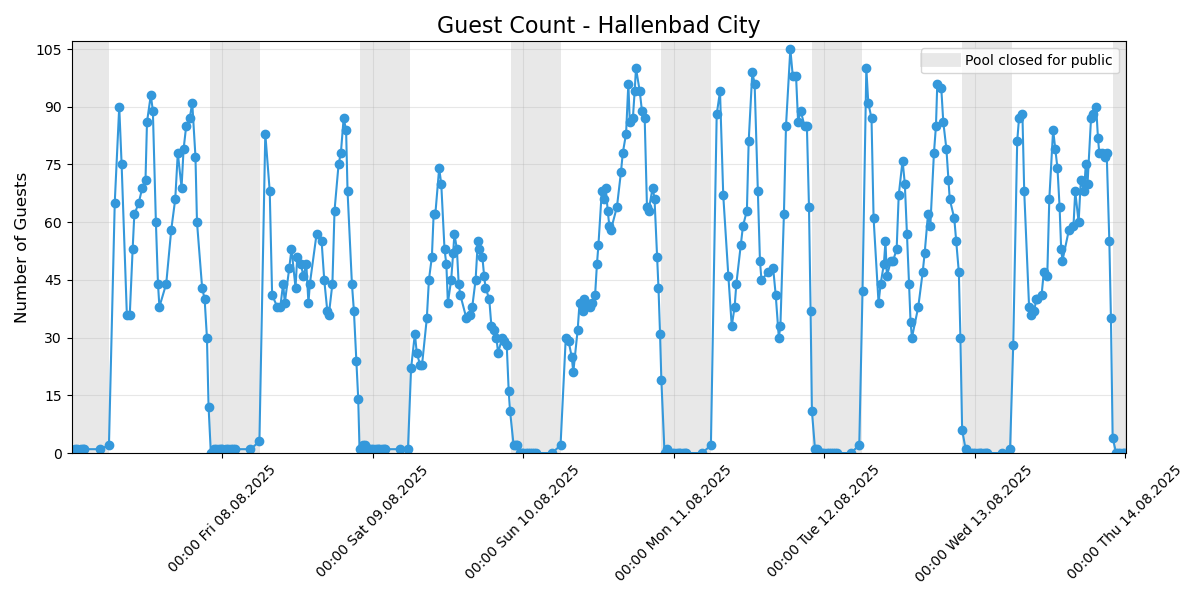 Guest Count - Hallenbad City
Number of Guests
105
90
75
60
45
30
15
0
Pool closed for public
00:00 Fri 08.08.2025
00:00 Sat 09.08.2025
00:00 Sun 10.08.2025
00:00 Mon 11.08.2025
00:00 Tue 12.08.2025
00:00 Wed 13.08.2025
00:00 Thu 14.08.2025